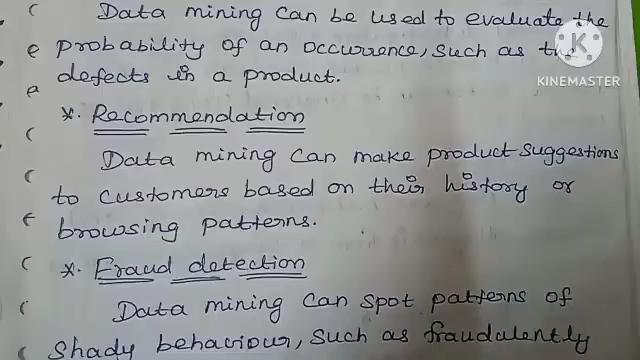 Data mining can be used to evaluate the
probability of an occurrence, such as the
defects in a product.
*. Recommendation
Data mining can make product suggestions
to customers based on their history or
browsing patterns.
*. Fraud detection
Data mining can spot patterns of
shady behaviour, such as fraudulently
K
KINEMASTER